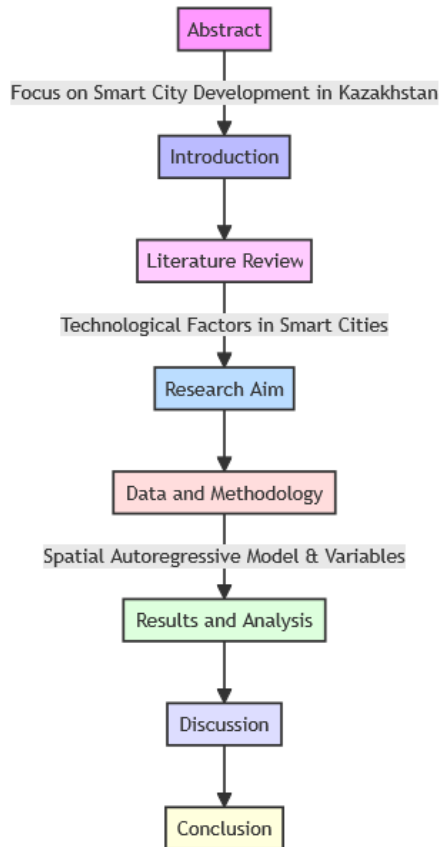 Abstract
Focus on Smart City Development in Kazakhstan
Introduction
Literature Review
Technological Factors in Smart Cities
Research Aim
Data and Methodology
Spatial Autoregressive Model & Variables
Results and Analysis
Discussion
Conclusion